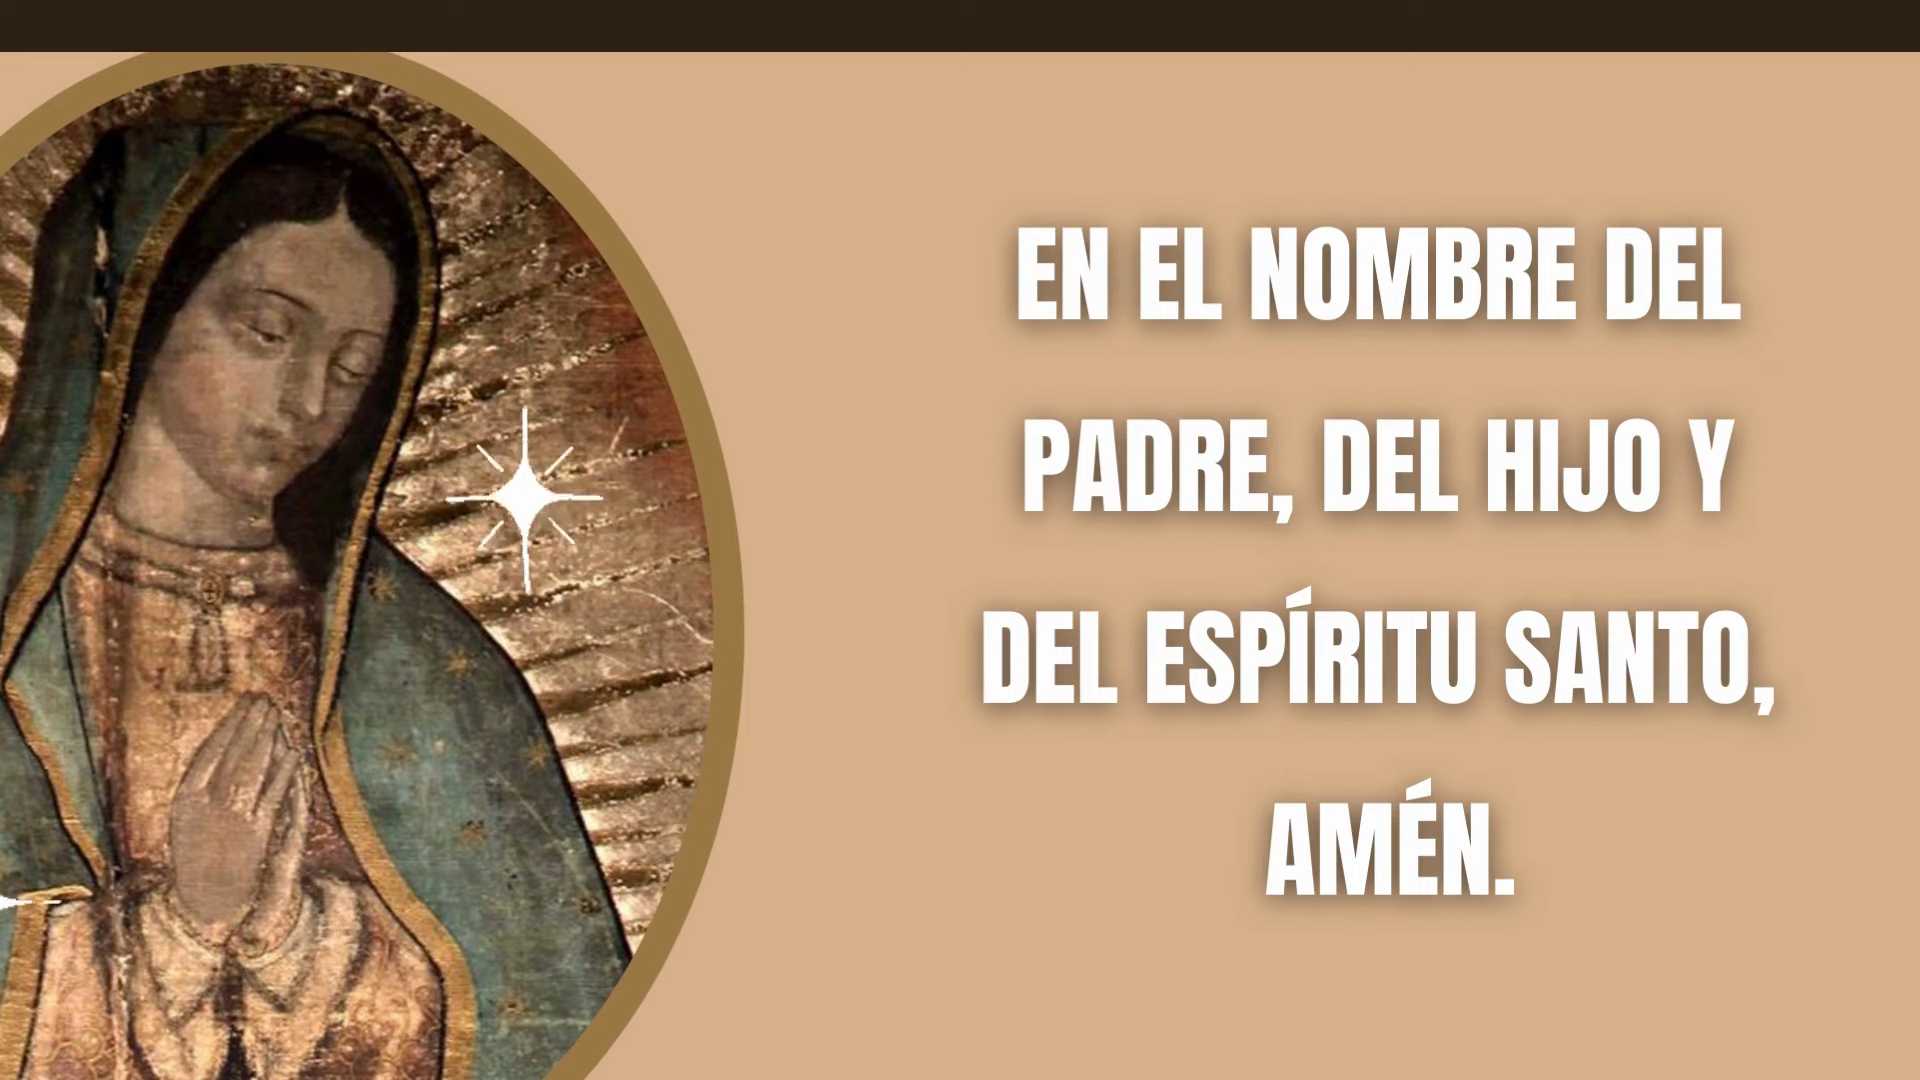 EN EL NOMBRE DEL
PADRE, DEL HIJO Y
DEL ESPÍRITU SANTO,
AMÉN.